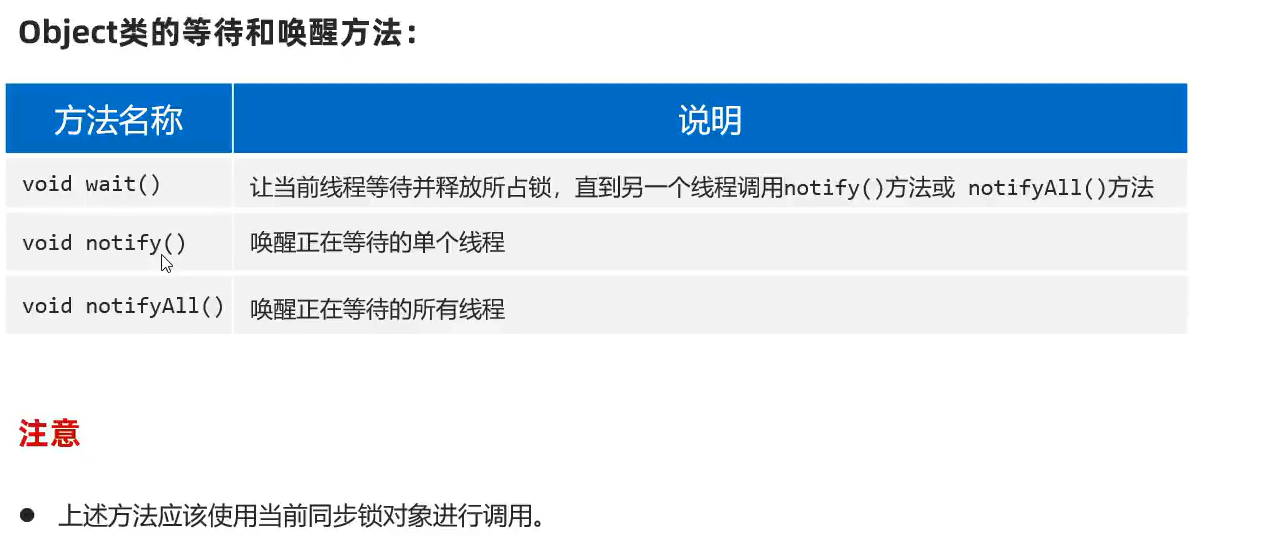 Object类的等待和唤醒方法：
方法名称 说明
void wait() 让当前线程等待并释放所占锁，直到另一个线程调用notify()方法或 notifyAll()方法
void notify() 唤醒正在等待的单个线程
void notifyAll() 唤醒正在等待的所有线程
注意
● 上述方法应该使用当前同步锁对象进行调用。